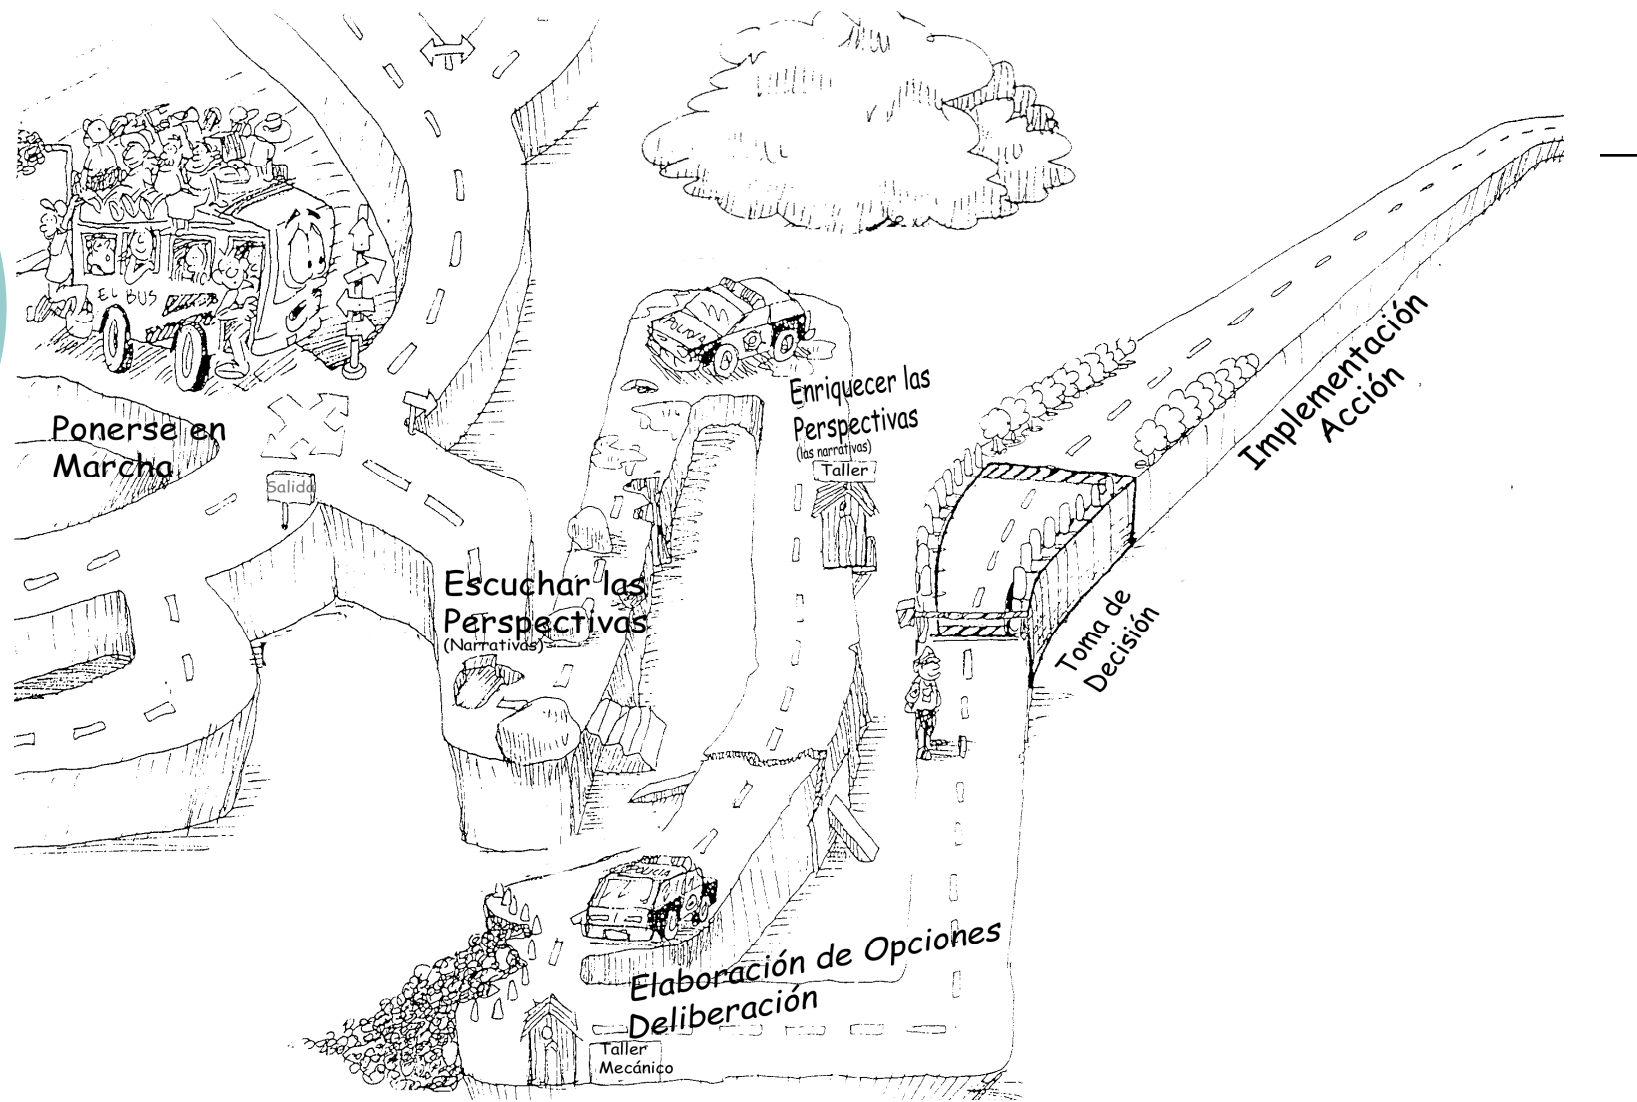 EL BUS
Ponerse en
Marcha
Salida
Escuchar las
Perspectivas
(Narrativas)
POLIVIA
Enriquecer las
Perspectivas
(las narrativas)
Taller
Implementación
Acción
Toma de
Decisión
POLICIA
Elaboración de Opciones
Deliberación
Taller
Mecánico